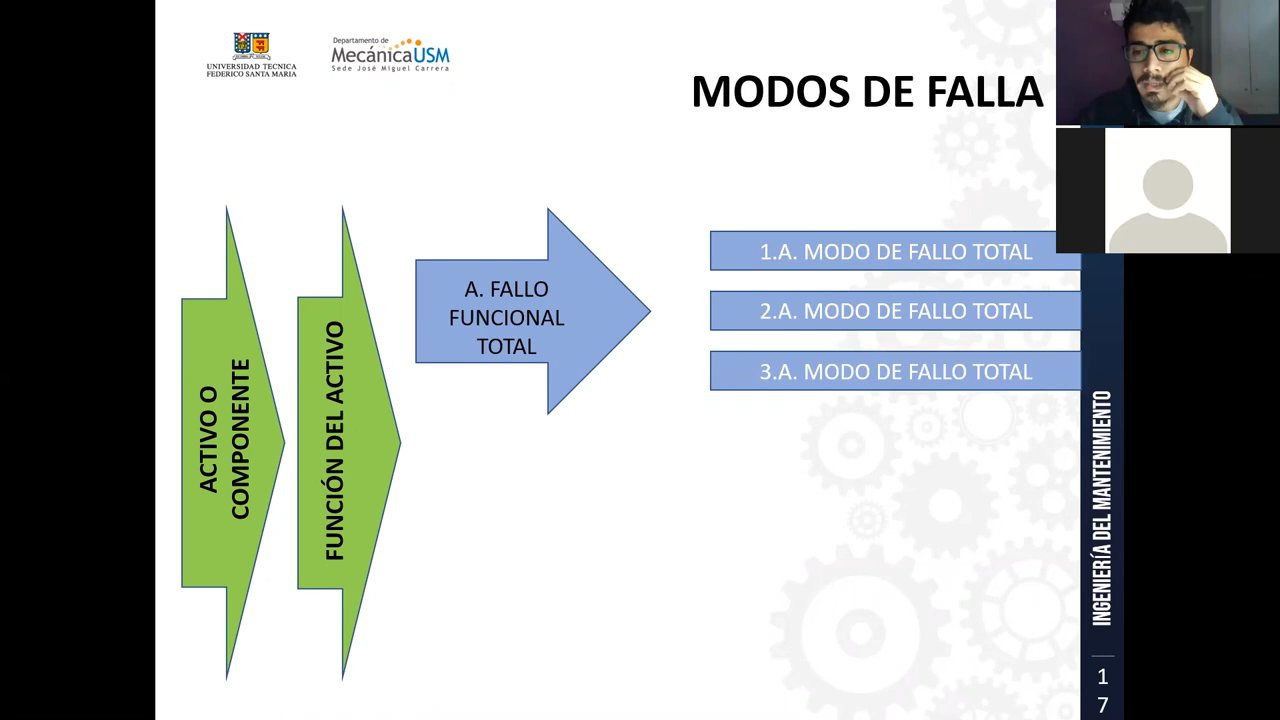 UNIVERSIDAD TECNICA
FEDERICO SANTA MARIA
Departamento de
MecánicaUSM
Sede José Miguel Carrera
MODOS DE FALLA
ACTIVO O
COMPONENTE
FUNCIÓN DEL ACTIVO
A. FALLO
FUNCIONAL
TOTAL
1.A. MODO DE FALLO TOTAL
2.A. MODO DE FALLO TOTAL
3.A. MODO DE FALLO TOTAL
INGENIERÍA DEL MANTENIMIENTO
1
7